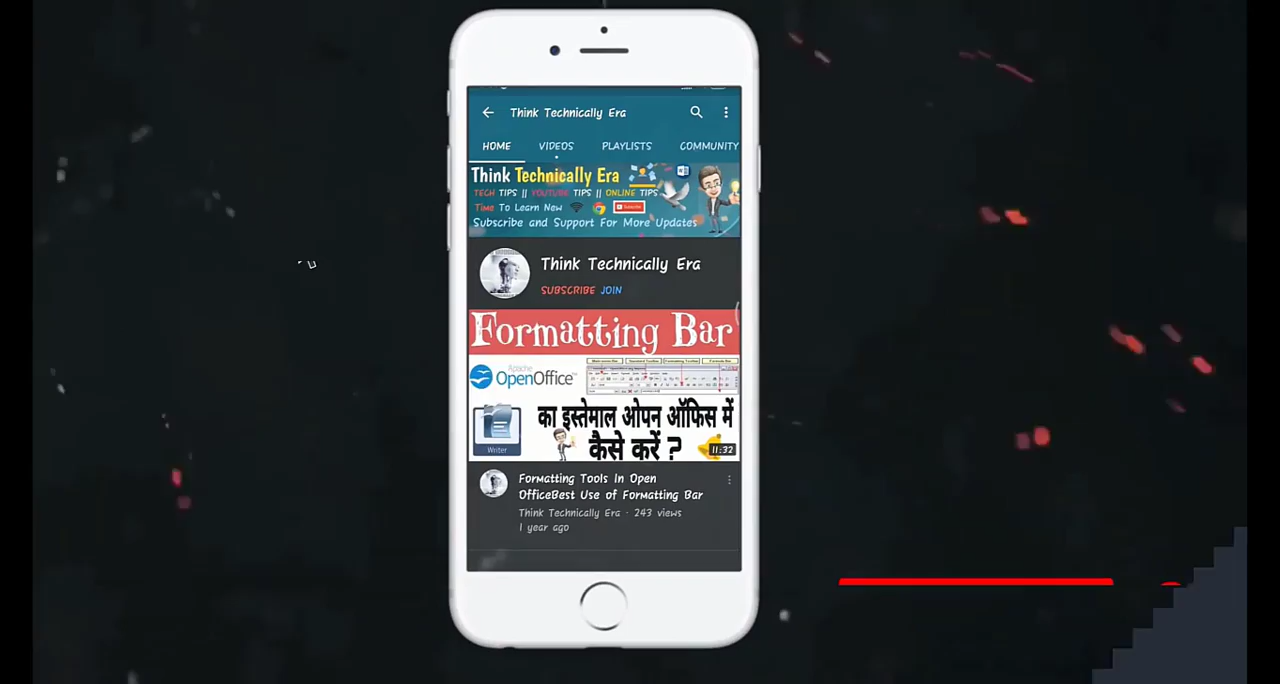 Think Technically Era
HOME VIDEOS PLAYLISTS COMMUNITY
Think Technically Era
TECH TIPS || YOUTUBE TIPS || ONLINE TIPS
Time To Learn New
Subscribe and Support For More Updates
Think Technically Era
SUBSCRIBE JOIN
Formatting Bar
Apache
OpenOffice
का इस्तेमाल ओपन ऑफिस में
कैसे करें ?
Writer
11:32
Formatting Tools In Open
OfficeBest Use of Formatting Bar
Think Technically Era · 243 views
1 year ago